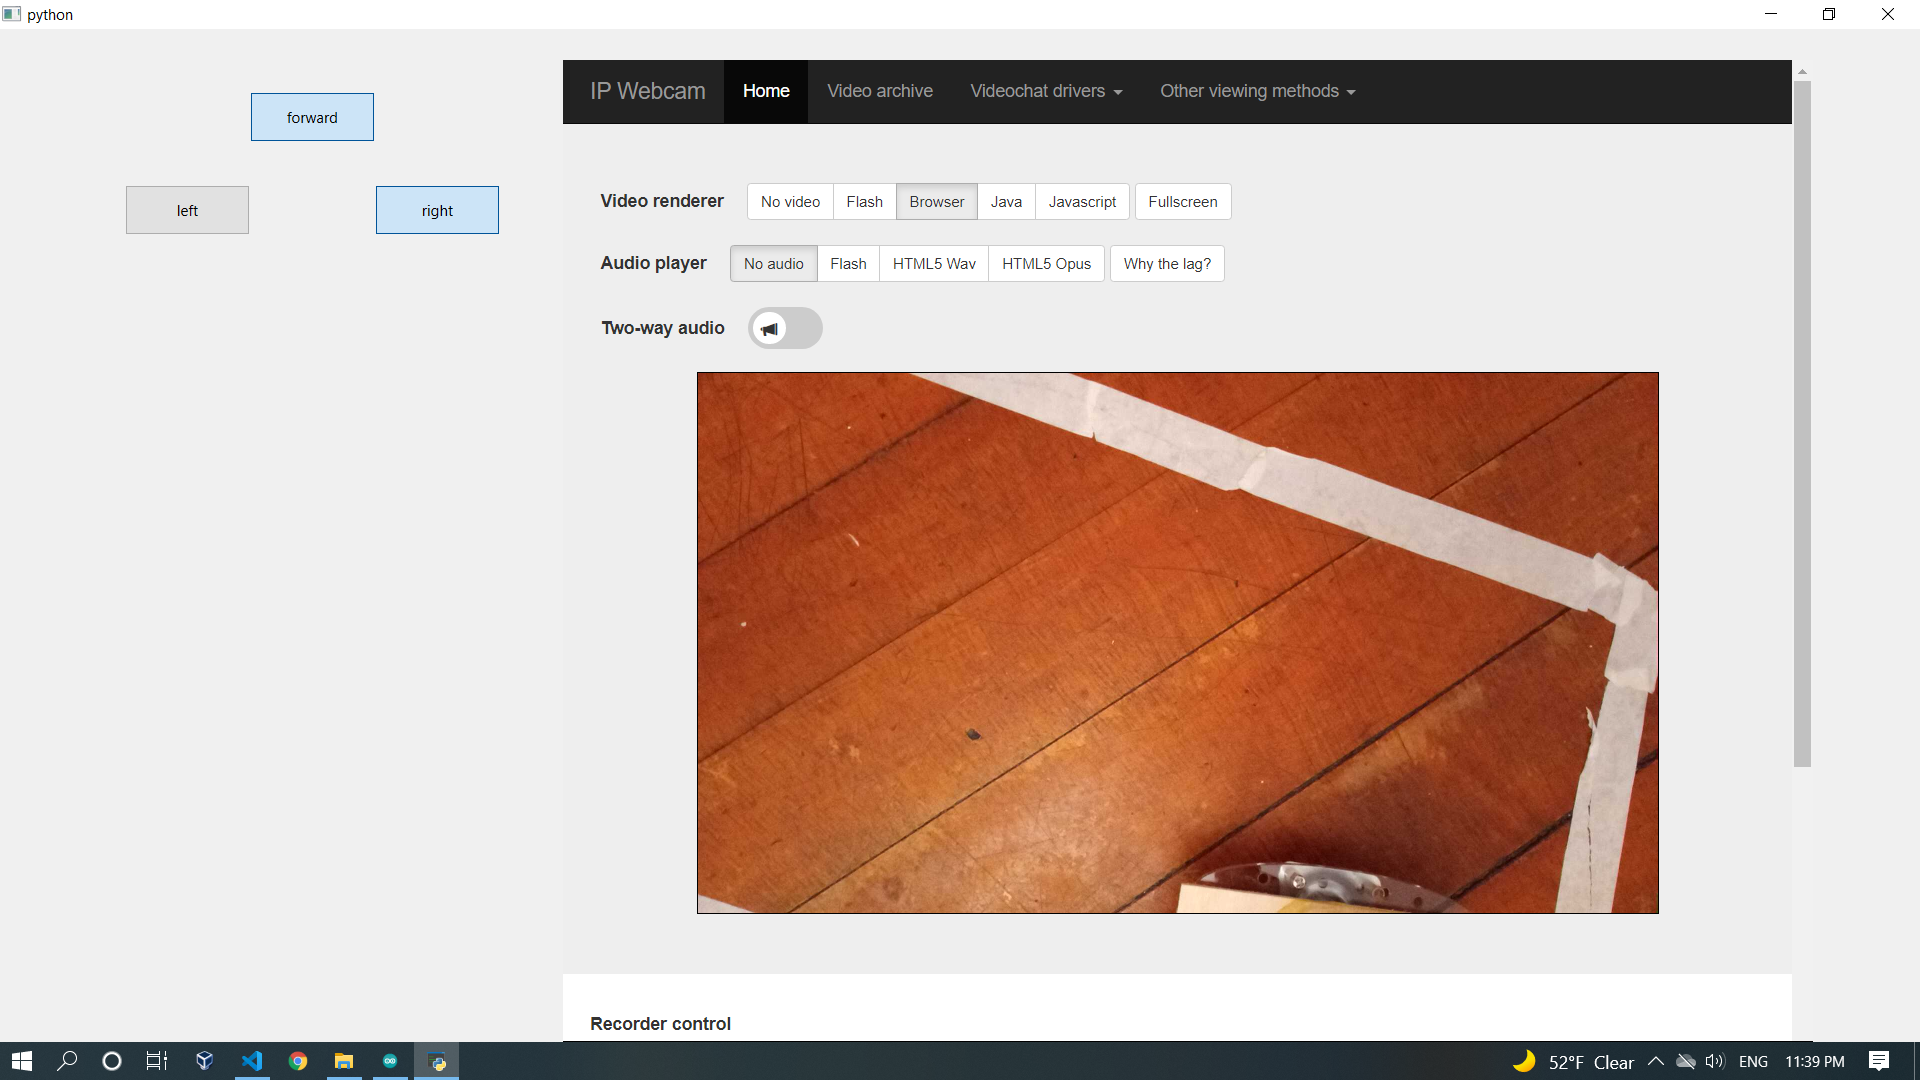 python
forward
left
right
IP Webcam Home Video archive Videochat drivers Other viewing methods
Video renderer No video Flash Browser Java Javascript Fullscreen
Audio player No audio Flash HTML5 Wav HTML5 Opus Why the lag?
Two-way audio
Recorder control
52°F Clear ENG 11:39 PM